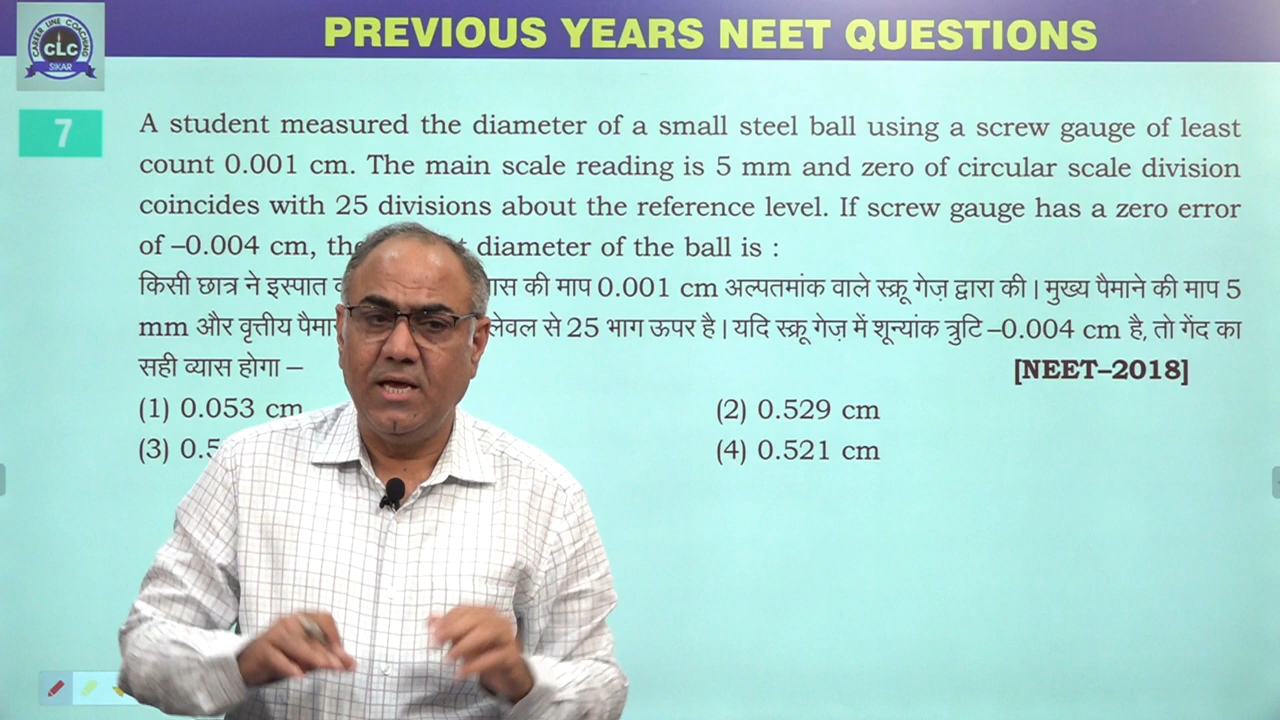 PREVIOUS YEARS NEET QUESTIONS
CAREER LINE COACHING
CLC
SIKAR
7
A student measured the diameter of a small steel ball using a screw gauge of least
count 0.001 cm. The main scale reading is 5 mm and zero of circular scale division
coincides with 25 divisions about the reference level. If screw gauge has a zero error
of –0.004 cm, diameter of the ball is :
किसी छात्र ने इस्पात की माप 0.001 cm अल्पतमांक वाले स्क्रू गेज़ द्वारा की। मुख्य पैमाने की माप 5
mm और वृत्तीय लेवल से 25 भाग ऊपर है। यदि स्क्रू गेज़ में शून्यांक त्रुटि –0.004 cm है, तो गेंद का
सही व्यास होगा –
[NEET–2018]
(1) 0.053 cm
(2) 0.529 cm
(3) 0.5
(4) 0.521 cm